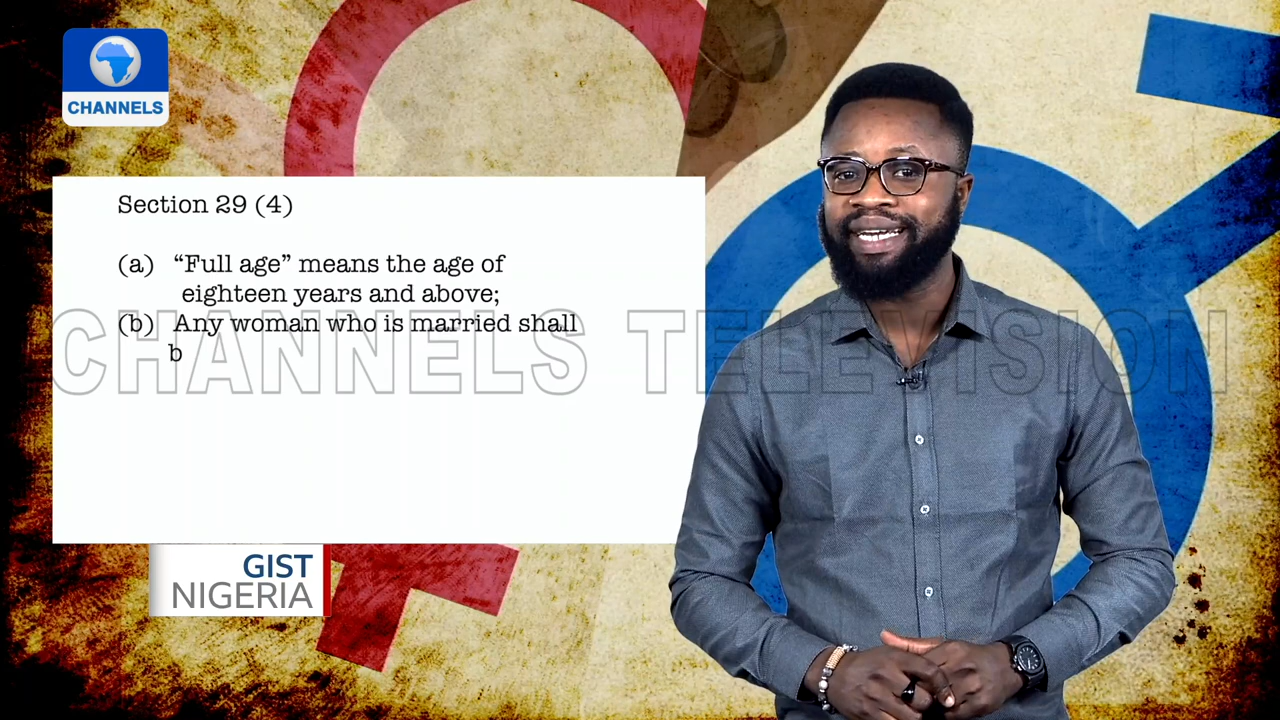 CHANNELS
Section 29 (4)
(a) “Full age” means the age of
eighteen years and above;
(b) Any woman who is married shall
b
CHANNELS TELEVISION
GIST
NIGERIA